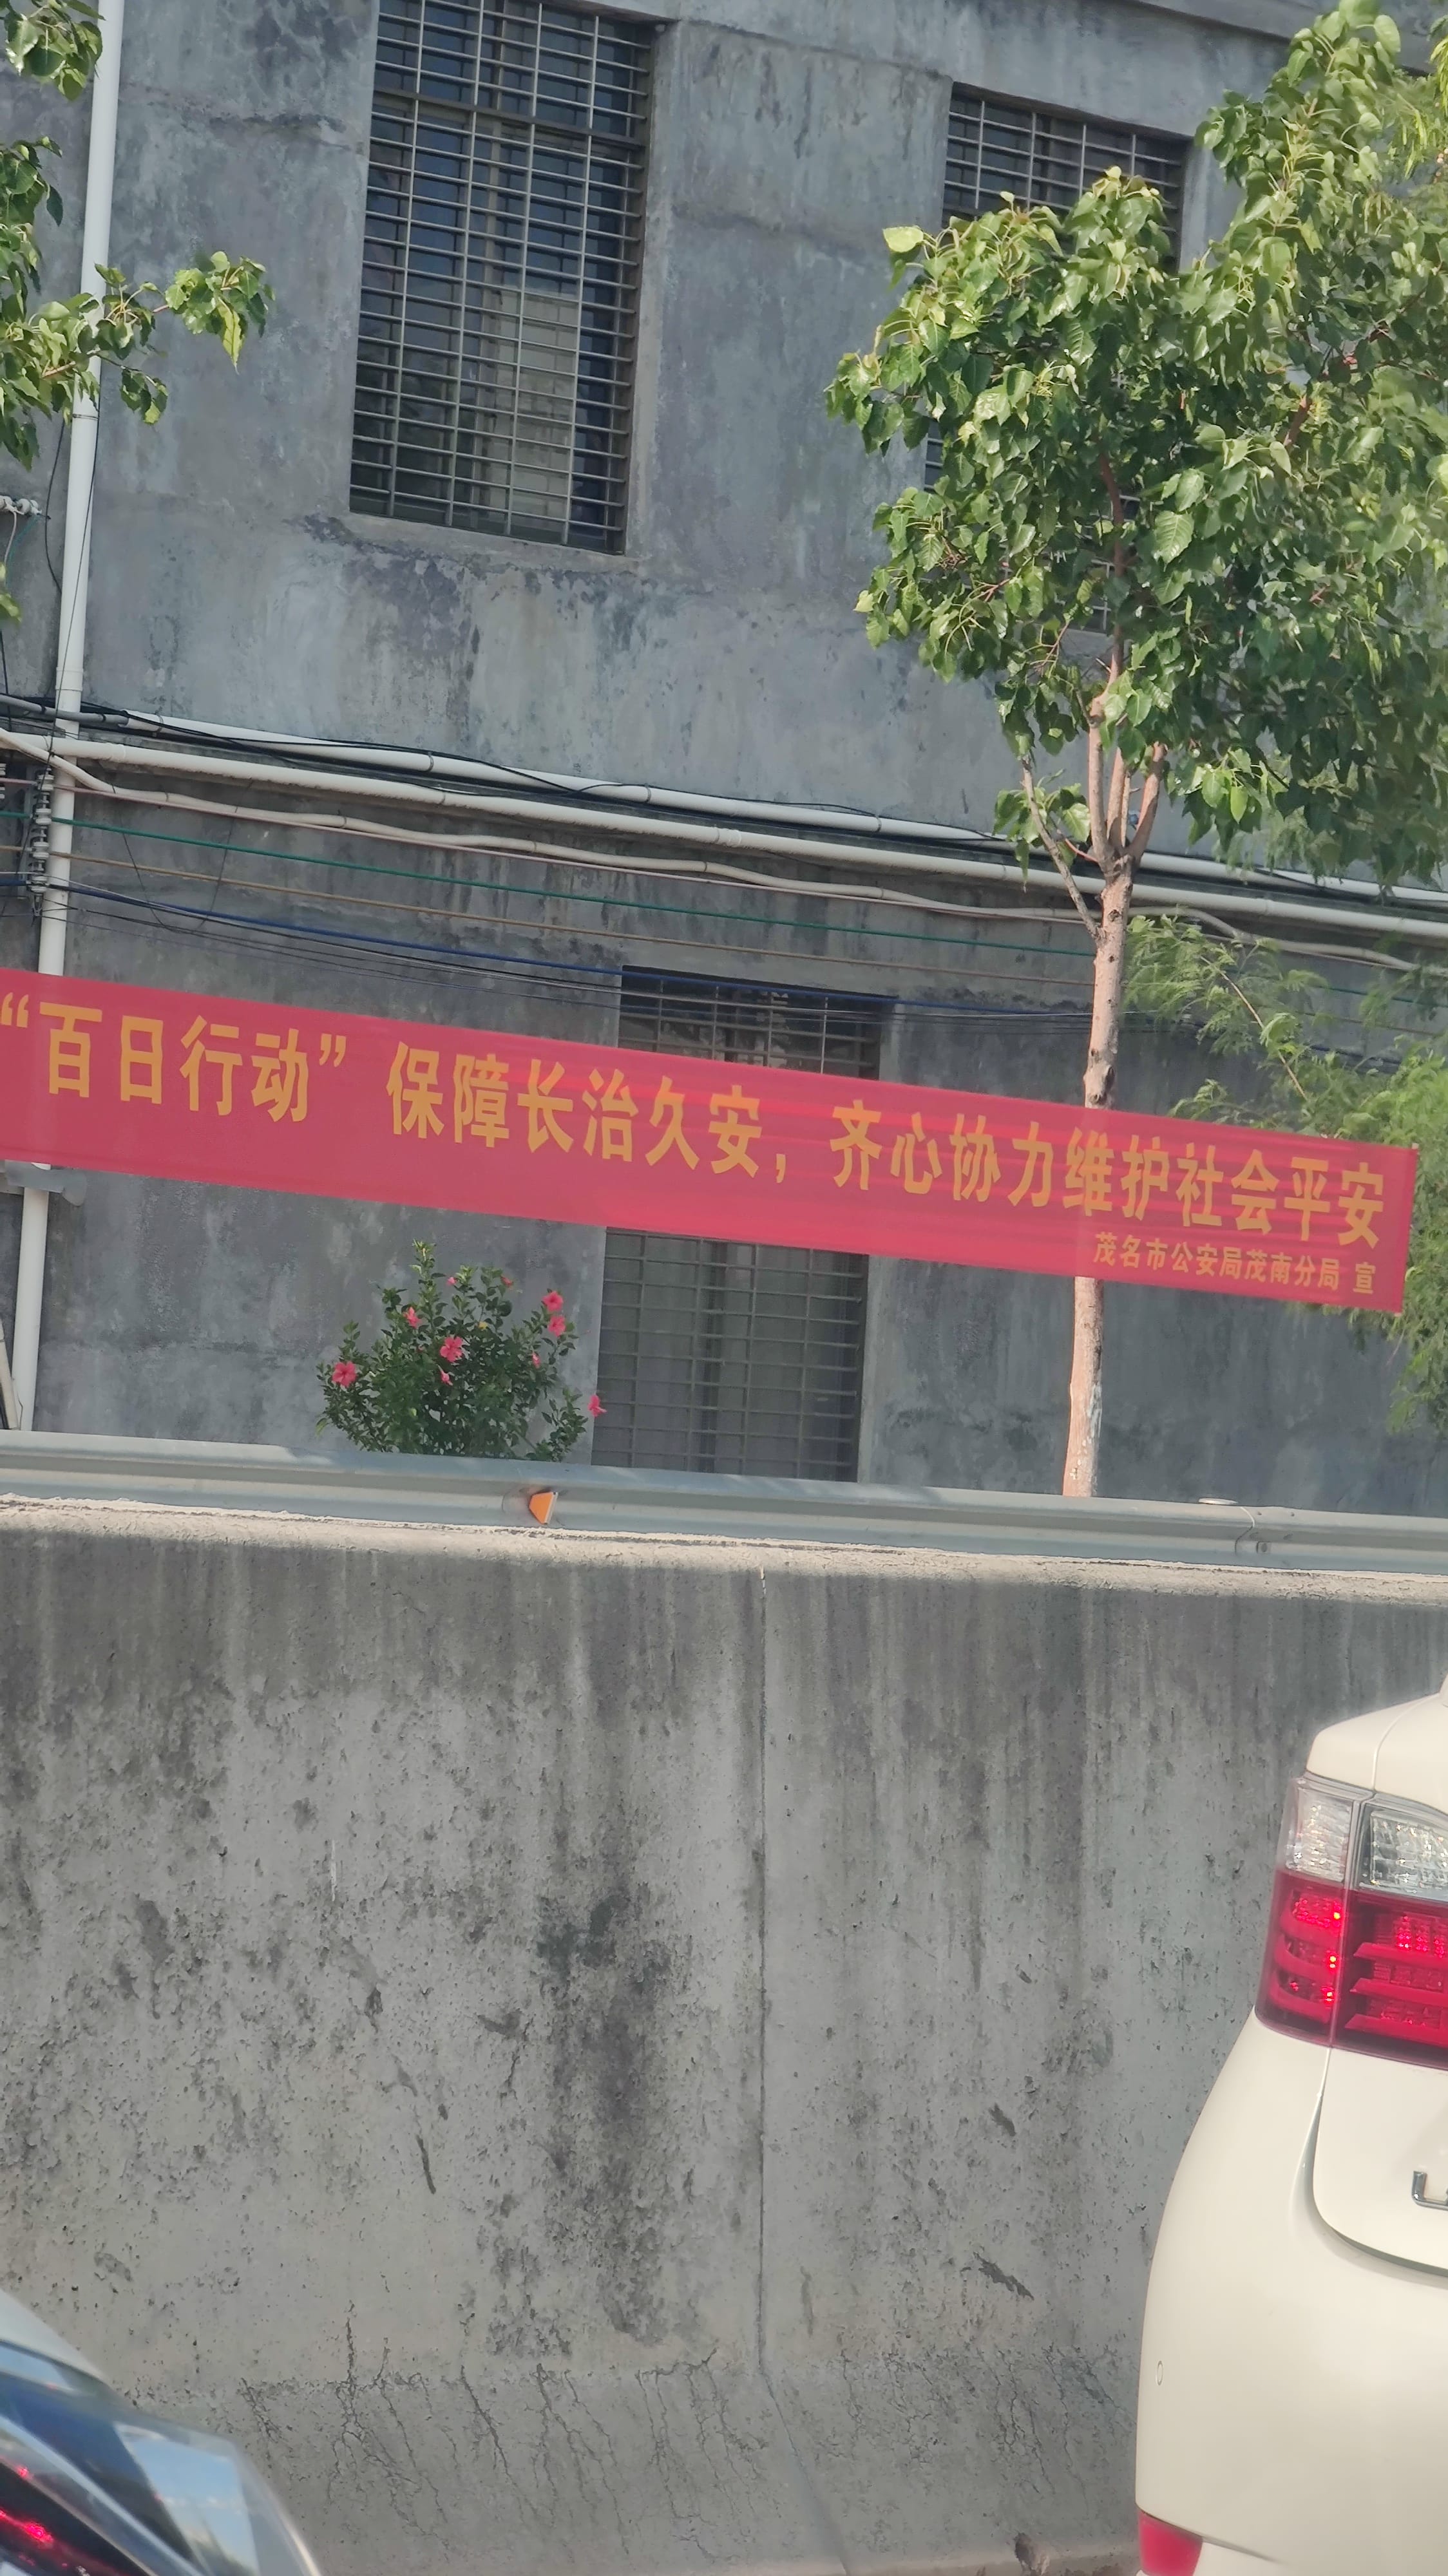 “百日行动”保障长治久安，齐心协力维护社会平安
茂名市公安局茂南分局 宣